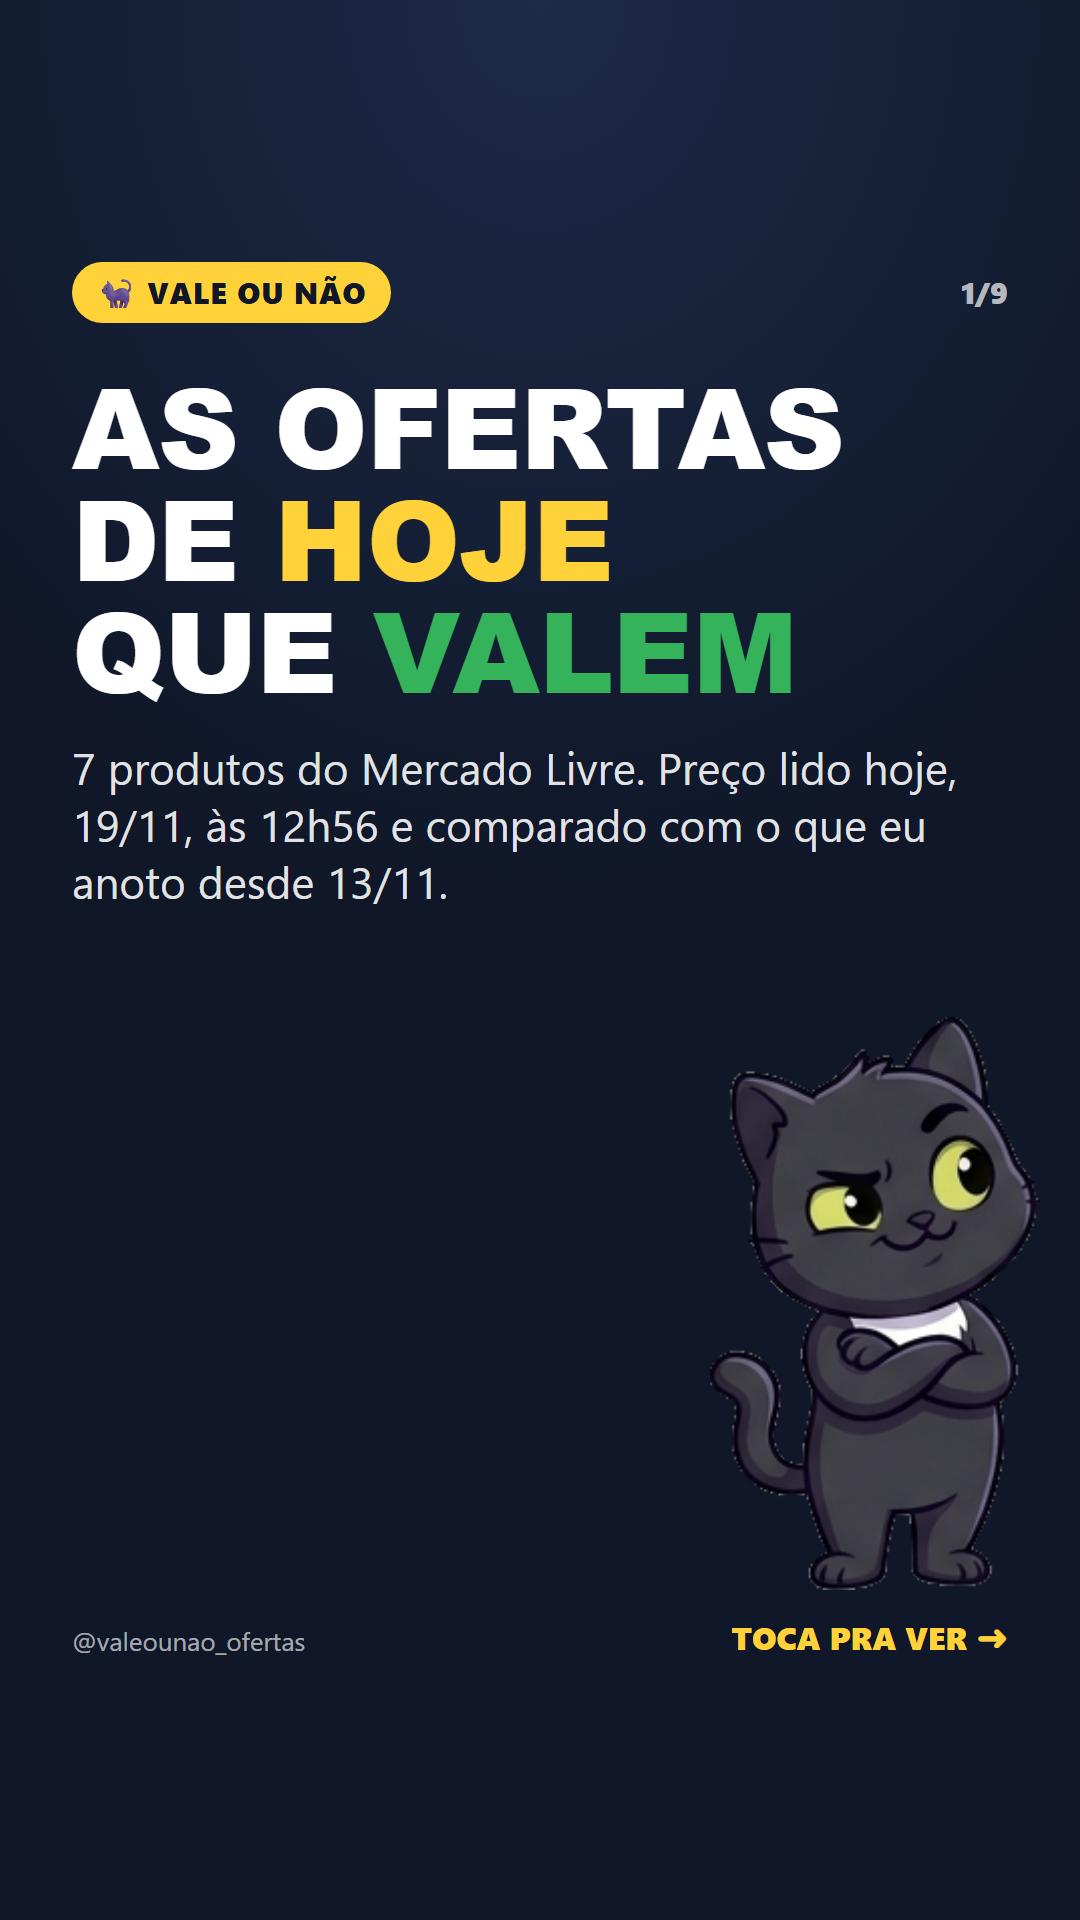 VALE OU NÃO
1/9
AS OFERTAS
DE HOJE
QUE VALEM
7 produtos do Mercado Livre. Preço lido hoje,
19/11, às 12h56 e comparado com o que eu
anoto desde 13/11.
@valeounao_ofertas
TOCA PRA VER ➜